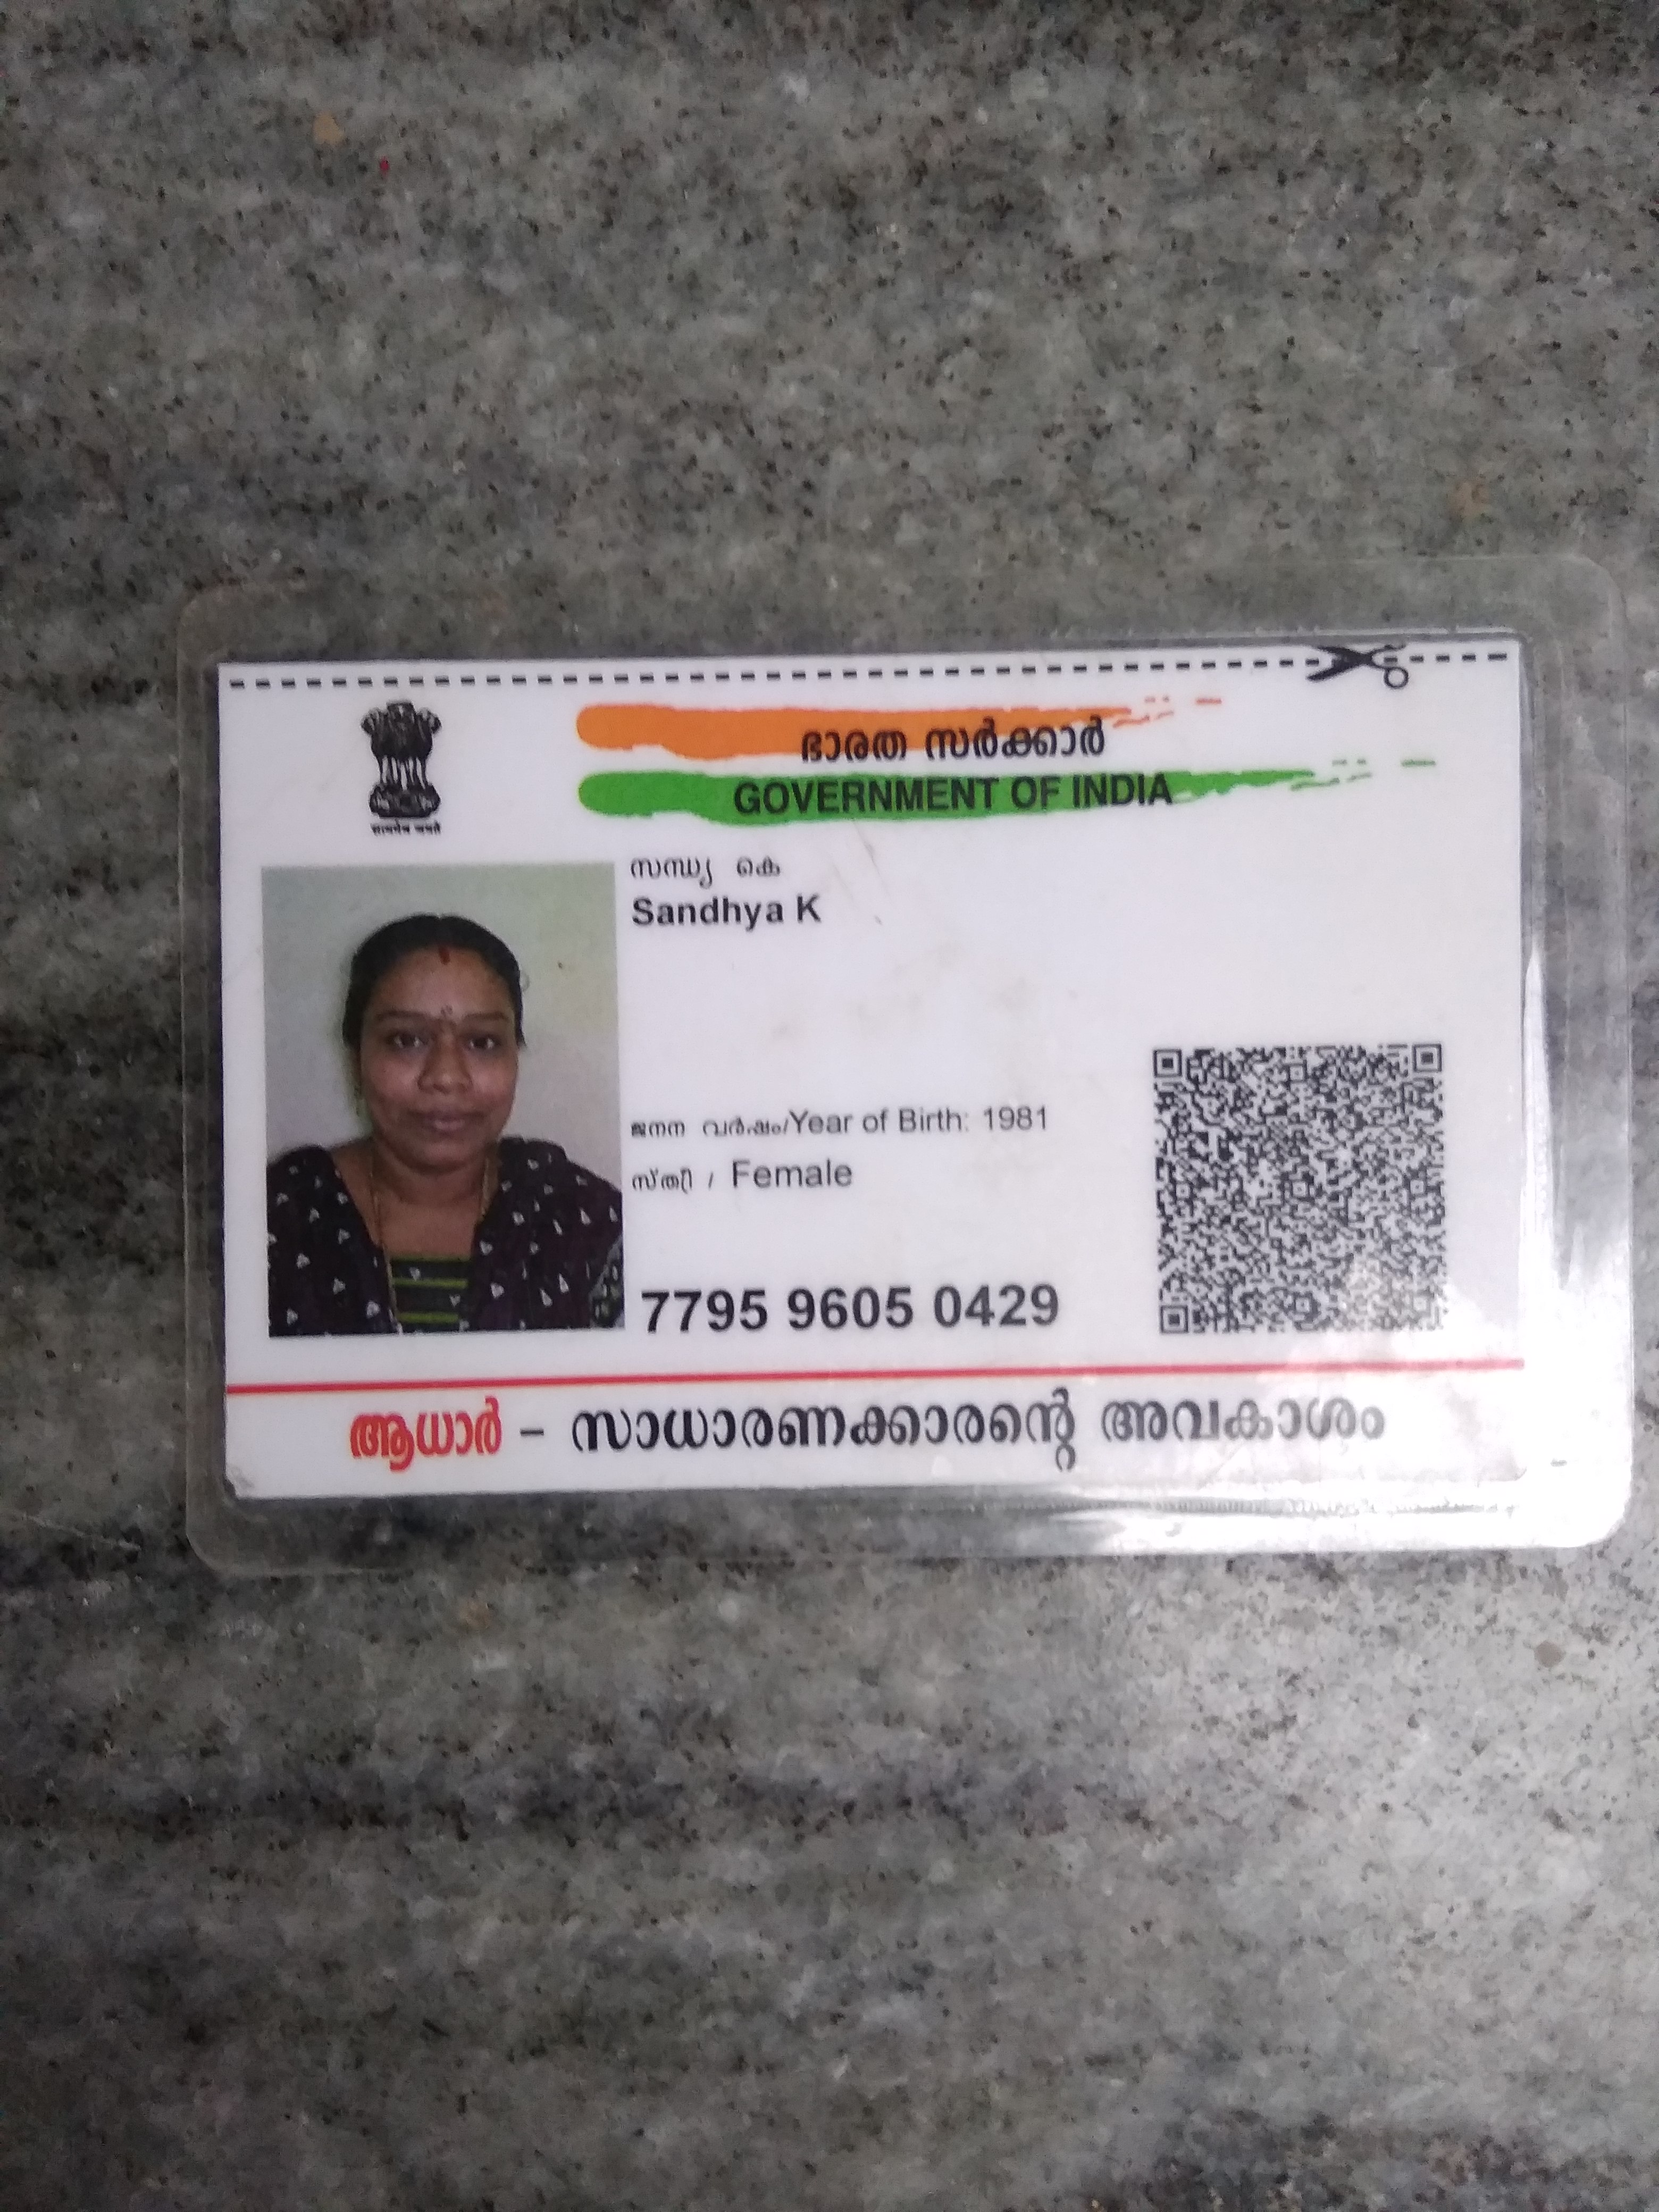 ഭാരത സർക്കാർ
GOVERNMENT OF INDIA
सत्यमेव जयते
സന്ധ്യ കെ
Sandhya K
ജനന വർഷം/Year of Birth: 1981
സ്ത്രീ / Female
7795 9605 0429
ആധാർ – സാധാരണക്കാരന്റെ അവകാശം